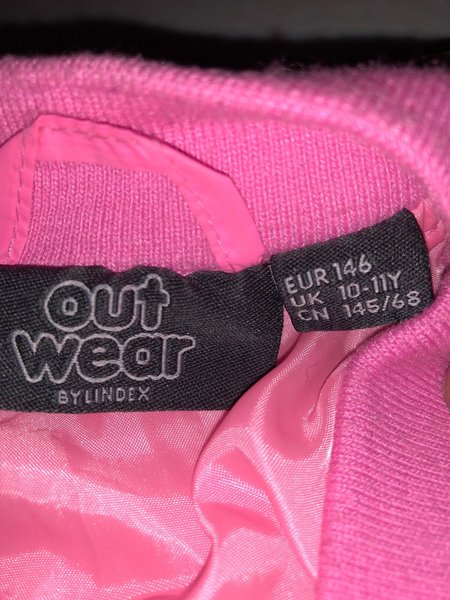 out
wear
BY LINDEX
EUR 146
UK 10-11Y
CN 145/68